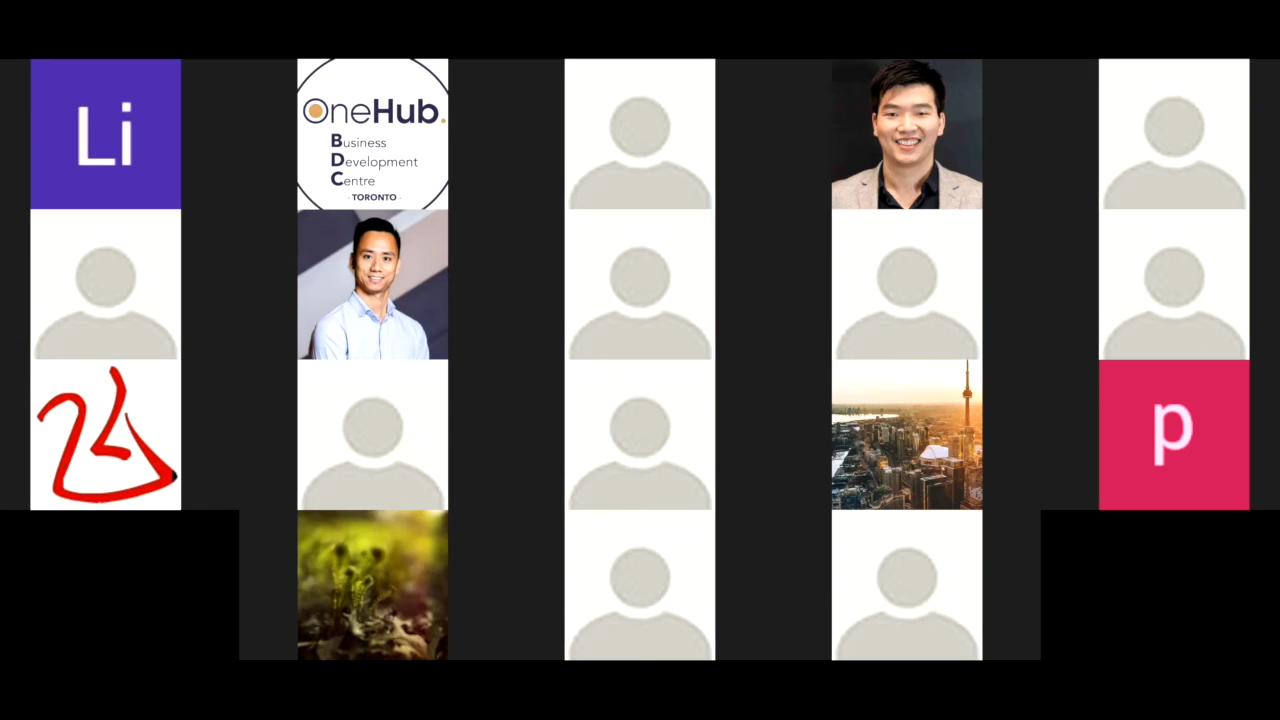 Li
OneHub.
Business
Development
Centre
- TORONTO -
p